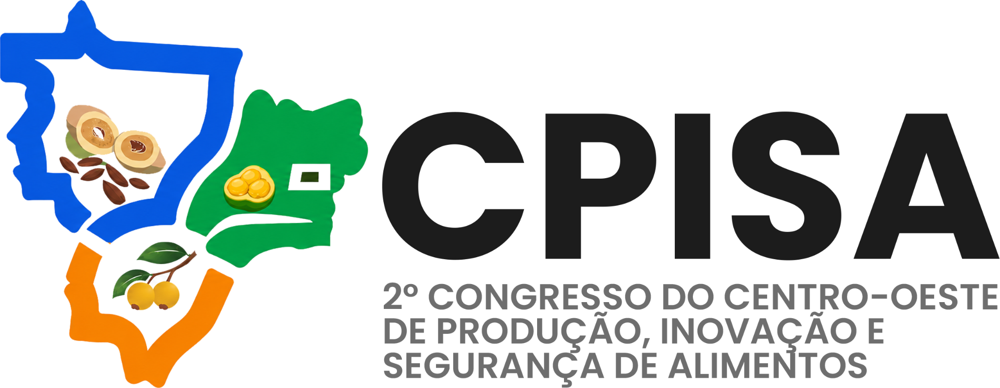 CPISA
2º CONGRESSO DO CENTRO-OESTE
DE PRODUÇÃO, INOVAÇÃO E
SEGURANÇA DE ALIMENTOS